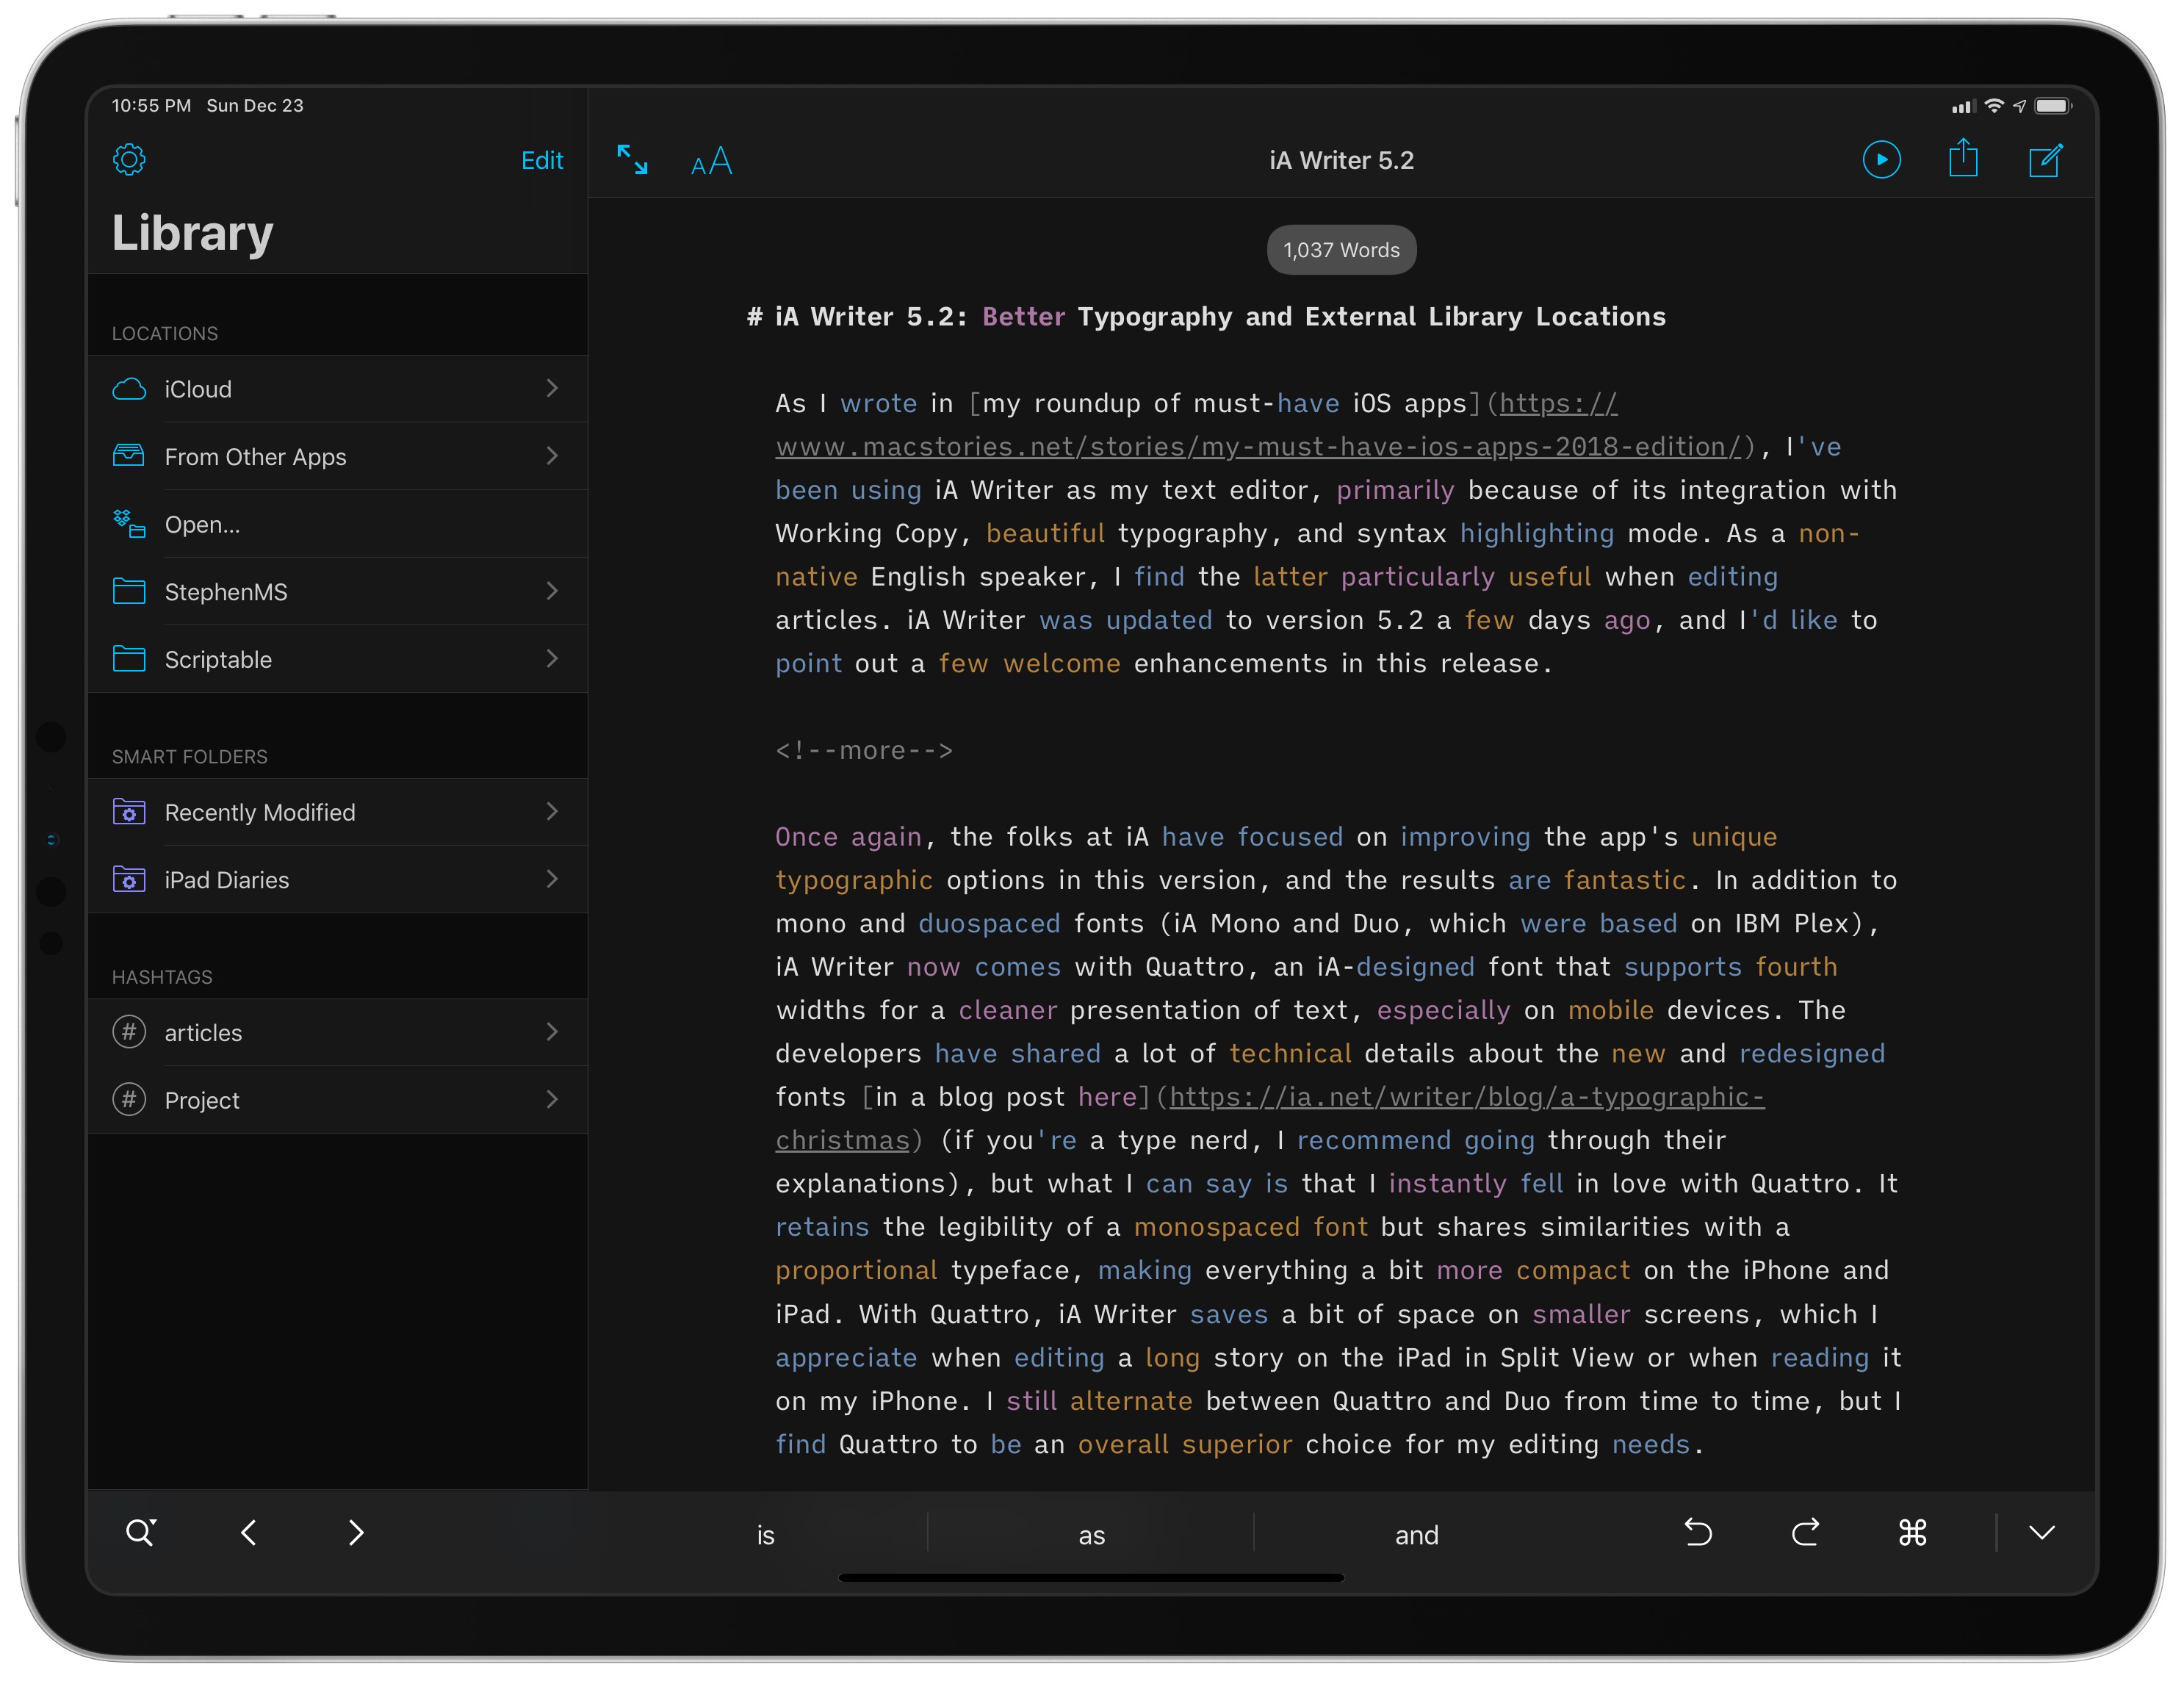 10:55 PM Sun Dec 23
Edit
Library
LOCATIONS
iCloud
From Other Apps
Open...
StephenMS
Scriptable
SMART FOLDERS
Recently Modified
iPad Diaries
HASHTAGS
# articles
# Project
AA
iA Writer 5.2
1,037 Words
# iA Writer 5.2: Better Typography and External Library Locations
As I wrote in [my roundup of must-have iOS apps](https://
www.macstories.net/stories/my-must-have-ios-apps-2018-edition/), I've
been using iA Writer as my text editor, primarily because of its integration with
Working Copy, beautiful typography, and syntax highlighting mode. As a non-
native English speaker, I find the latter particularly useful when editing
articles. iA Writer was updated to version 5.2 a few days ago, and I'd like to
point out a few welcome enhancements in this release.
<!--more-->
Once again, the folks at iA have focused on improving the app's unique
typographic options in this version, and the results are fantastic. In addition to
mono and duospaced fonts (iA Mono and Duo, which were based on IBM Plex),
iA Writer now comes with Quattro, an iA-designed font that supports fourth
widths for a cleaner presentation of text, especially on mobile devices. The
developers have shared a lot of technical details about the new and redesigned
fonts [in a blog post here](https://ia.net/writer/blog/a-typographic-
christmas) (if you're a type nerd, I recommend going through their
explanations), but what I can say is that I instantly fell in love with Quattro. It
retains the legibility of a monospaced font but shares similarities with a
proportional typeface, making everything a bit more compact on the iPhone and
iPad. With Quattro, iA Writer saves a bit of space on smaller screens, which I
appreciate when editing a long story on the iPad in Split View or when reading it
on my iPhone. I still alternate between Quattro and Duo from time to time, but I
find Quattro to be an overall superior choice for my editing needs.
is as and